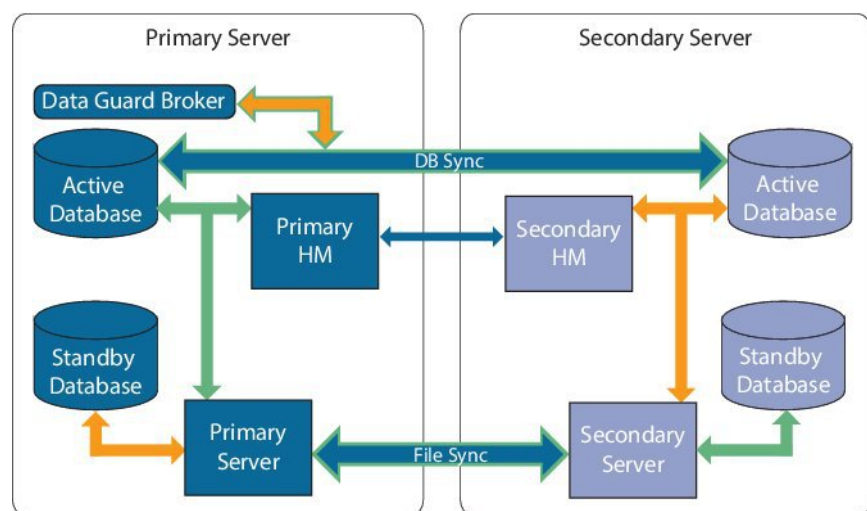 Primary Server
Secondary Server
Data Guard Broker
DB Sync
Active
Database
Active
Database
Primary
HM
Secondary
HM
Standby
Database
Standby
Database
Primary
Server
File Sync
Secondary
Server